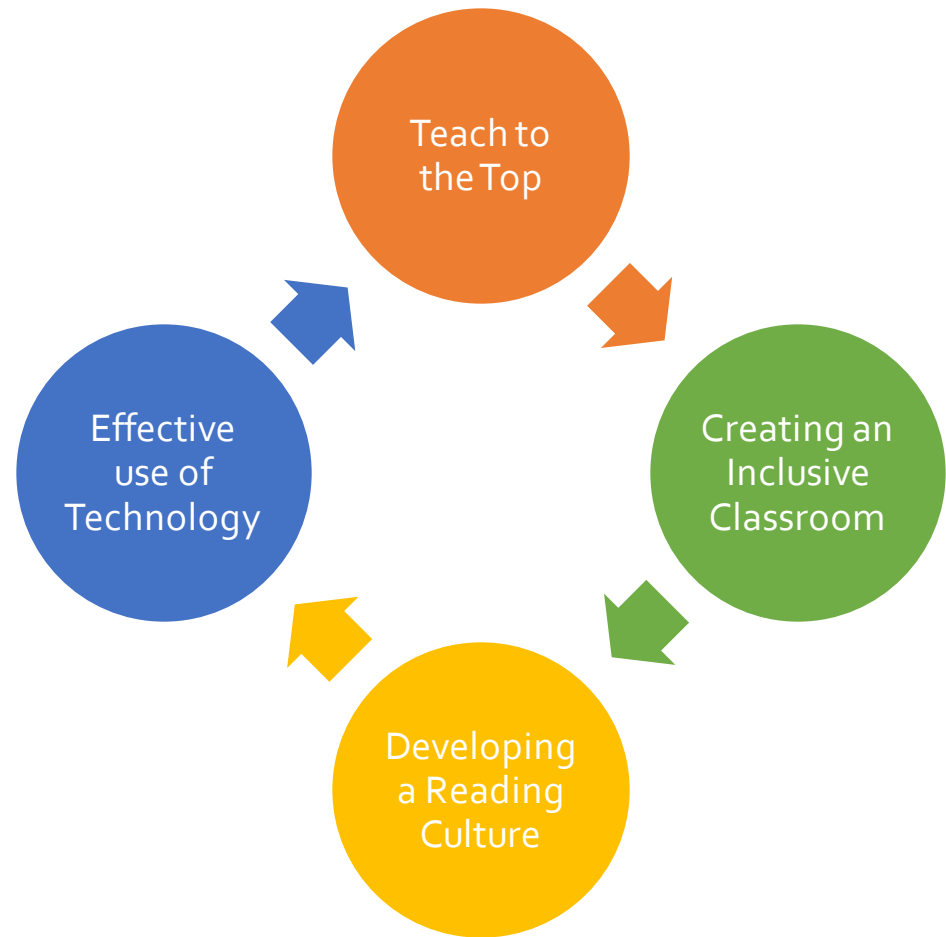 Teach to
the Top
Creating an
Inclusive
Classroom
Developing
a Reading
Culture
Effective
use of
Technology